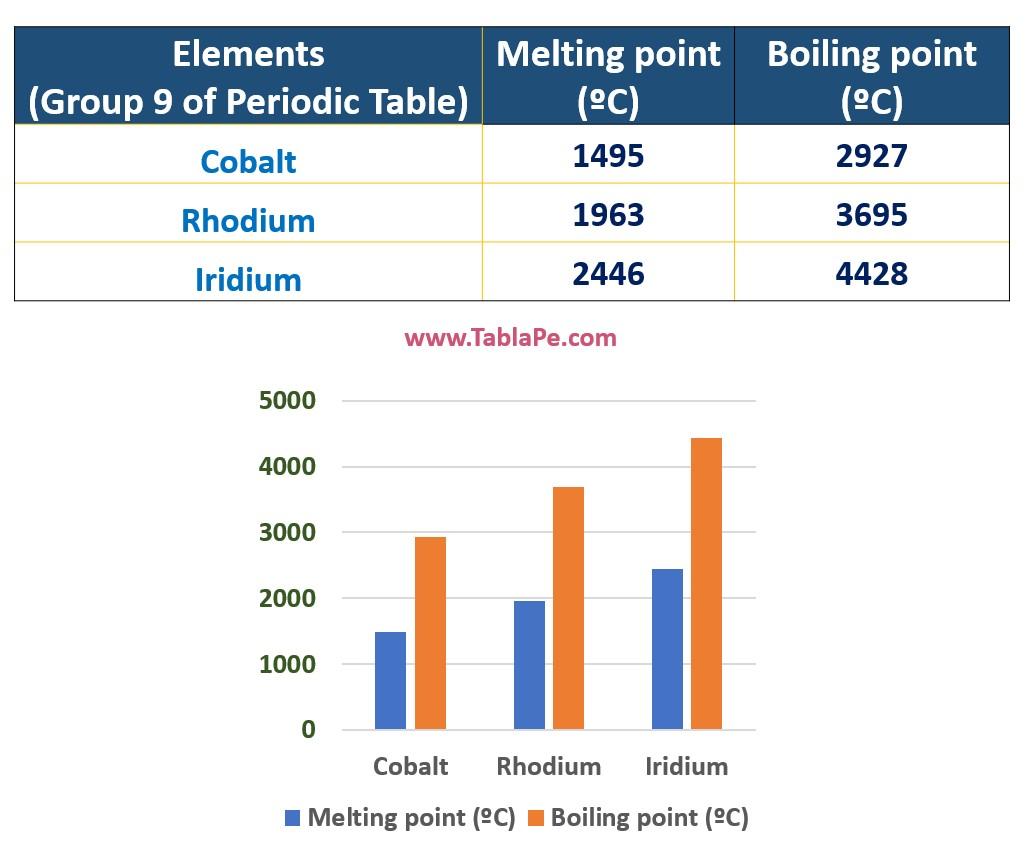 Elements
(Group 9 of Periodic Table)
Melting point
(ºC)
Boiling point
(ºC)
Cobalt 1495 2927
Rhodium 1963 3695
Iridium 2446 4428
www.TablaPe.com
5000
4000
3000
2000
1000
0
Cobalt Rhodium Iridium
Melting point (ºC) Boiling point (ºC)